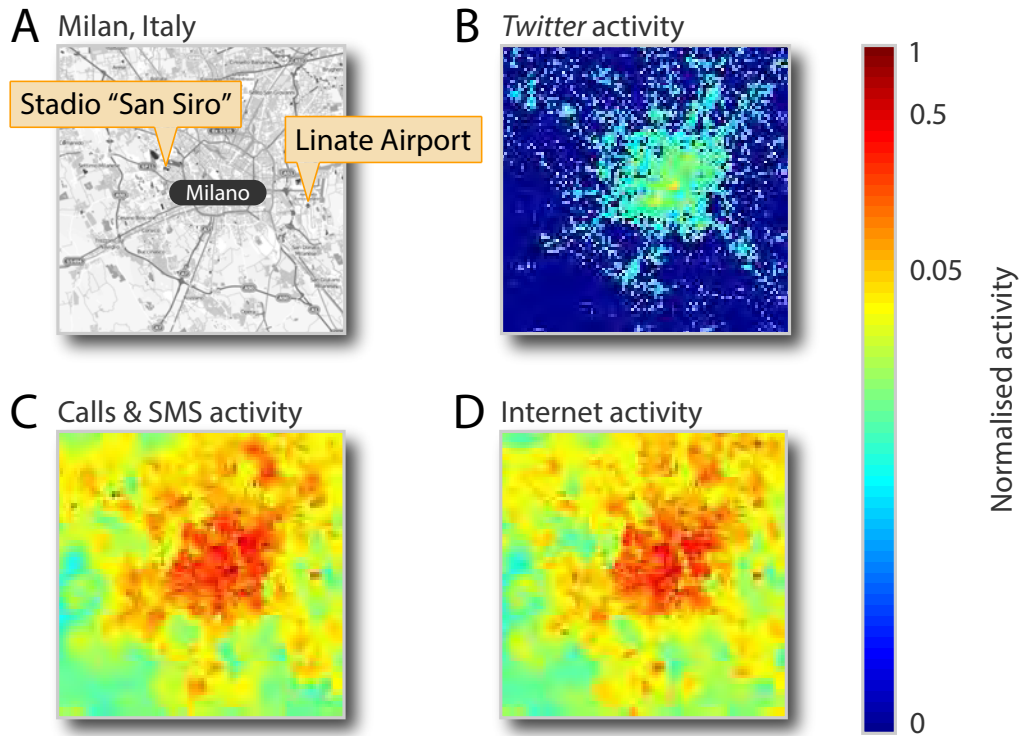 A Milan, Italy
Stadio “San Siro”
Linate Airport
Milano
B Twitter activity
C Calls & SMS activity
D Internet activity
1
0.5
0.05
0
Normalised activity